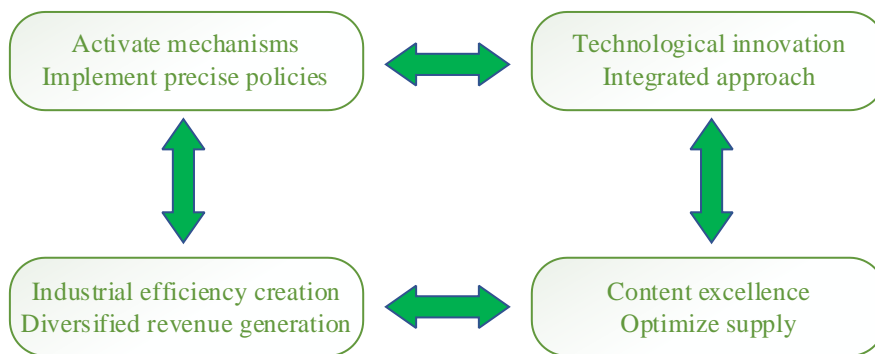 Activate mechanisms
Implement precise policies
Technological innovation
Integrated approach
Industrial efficiency creation
Diversified revenue generation
Content excellence
Optimize supply